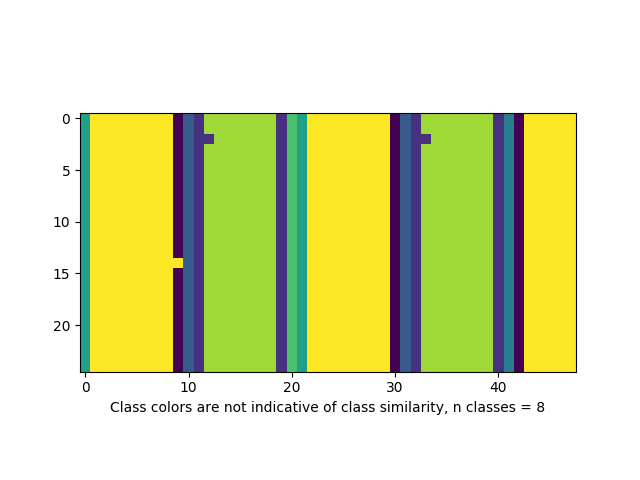 0
5
10
15
20
0 10 20 30 40
Class colors are not indicative of class similarity, n classes = 8